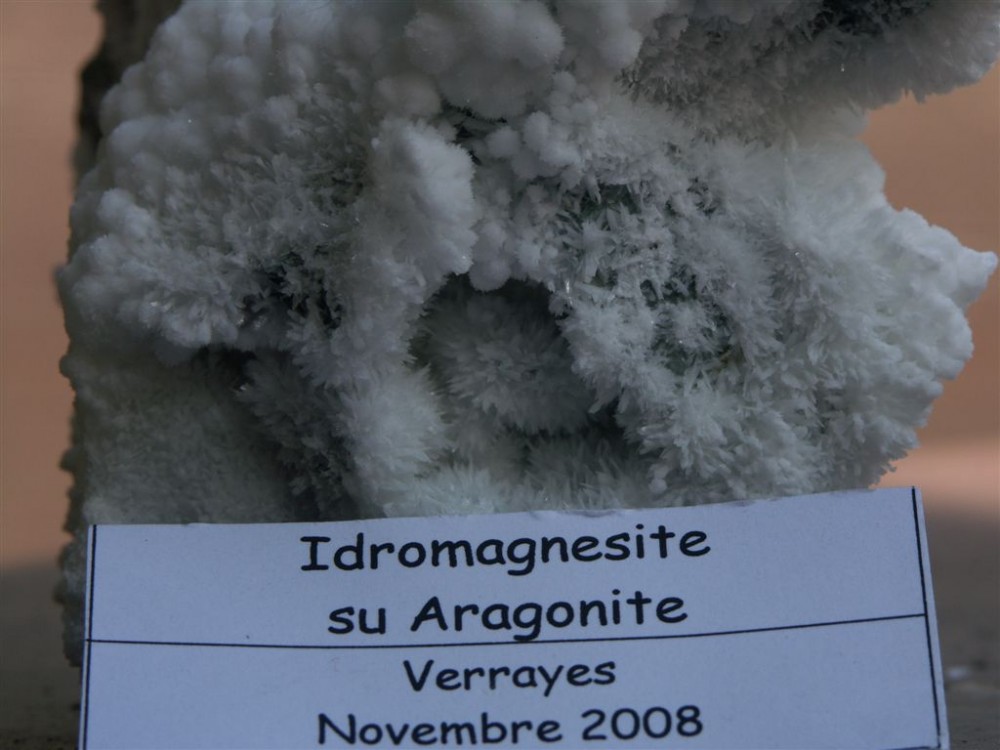 Idromagnesite
su Aragonite
Verrayes
Novembre 2008